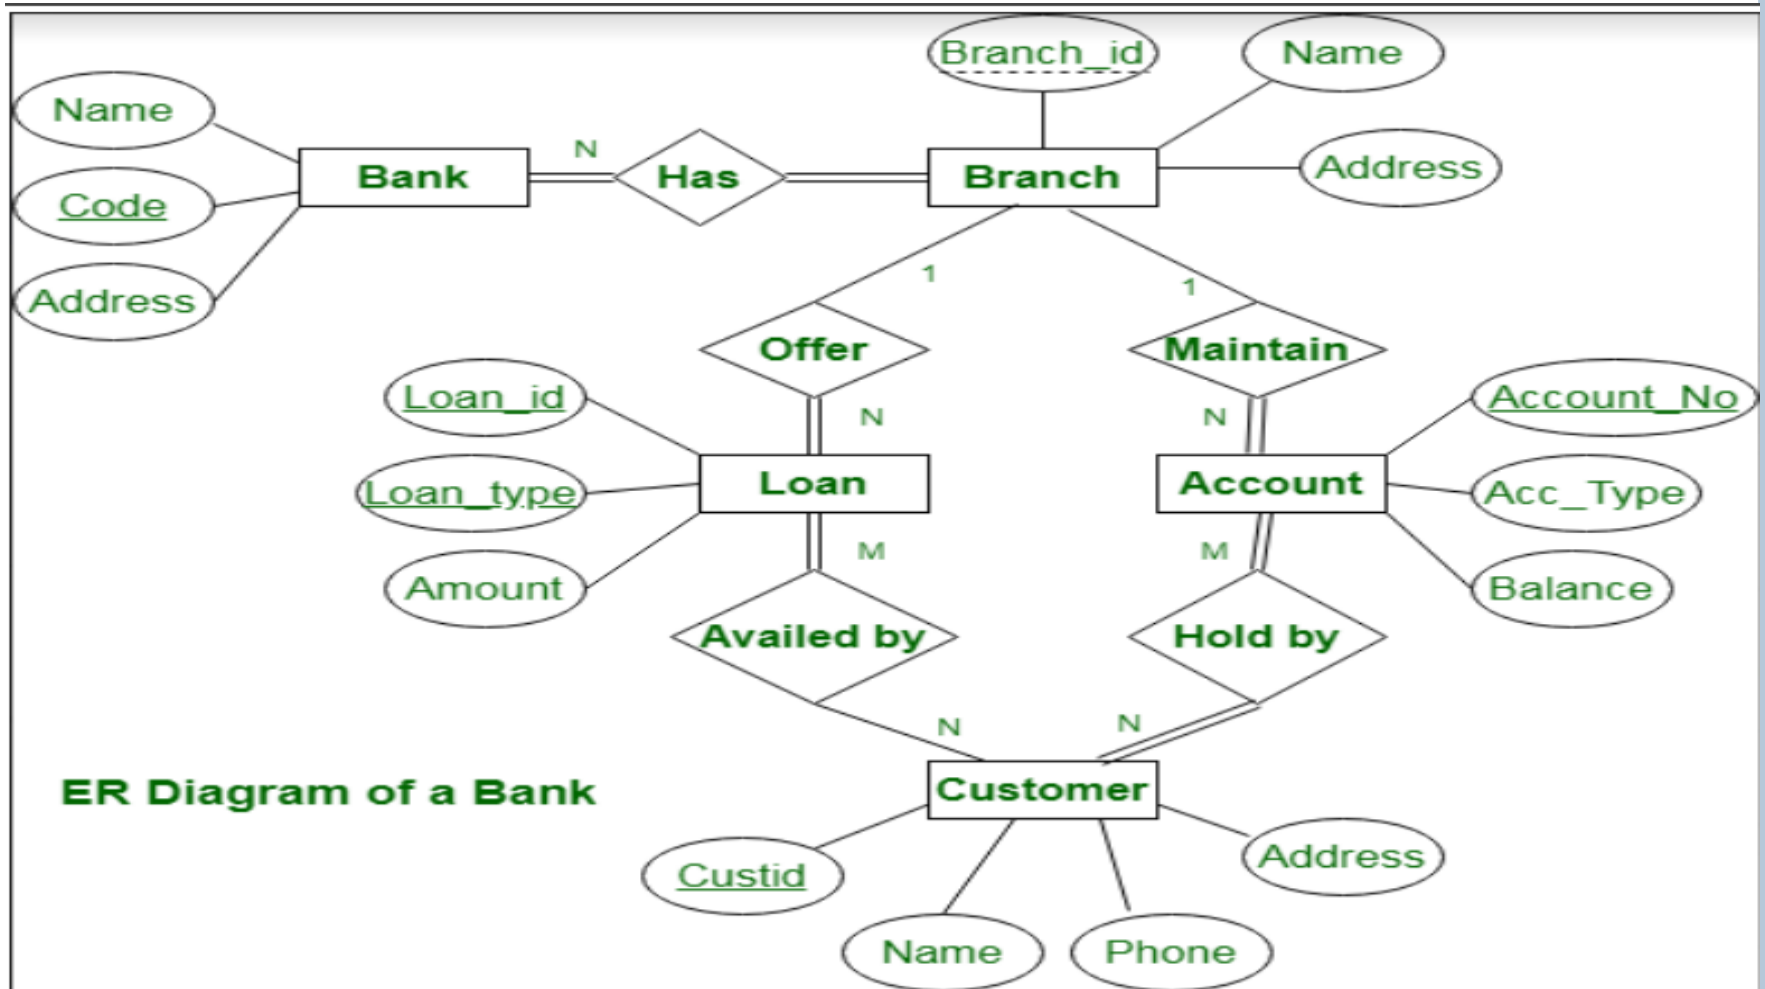 Branch_id
Name
Name
N
Bank
Has
Branch
Address
Code
Address
1
1
Offer
Maintain
Loan_id
N
N
Account_No
Loan
Account
Loan_type
Acc_Type
M
M
Amount
Balance
Availed by
Hold by
N
N
ER Diagram of a Bank
Customer
Address
Custid
Name
Phone